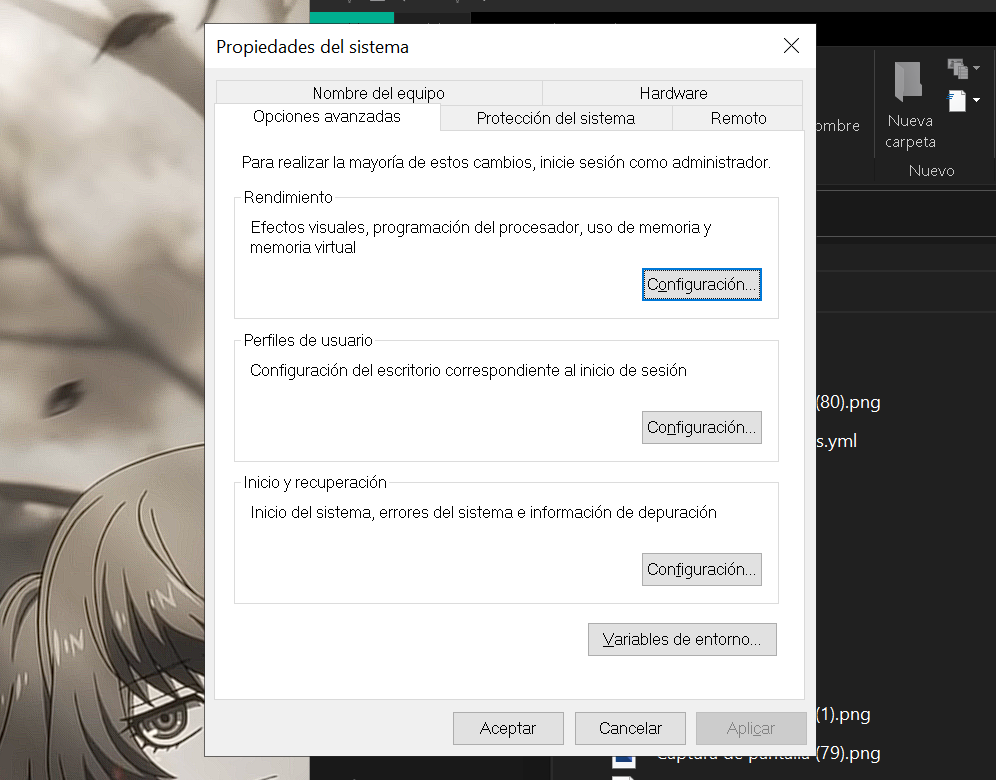 Propiedades del sistema
Nombre del equipo
Hardware
Opciones avanzadas
Protección del sistema
Remoto
Para realizar la mayoría de estos cambios, inicie sesión como administrador.
Rendimiento
Efectos visuales, programación del procesador, uso de memoria y
memoria virtual
Configuración...
Perfiles de usuario
Configuración del escritorio correspondiente al inicio de sesión
Configuración...
Inicio y recuperación
Inicio del sistema, errores del sistema e información de depuración
Configuración...
Variables de entorno...
Aceptar
Cancelar
Aplicar
ombre
Nueva
carpeta
Nuevo
(80).png
s.yml
(1).png
Captura de pantalla (79).png